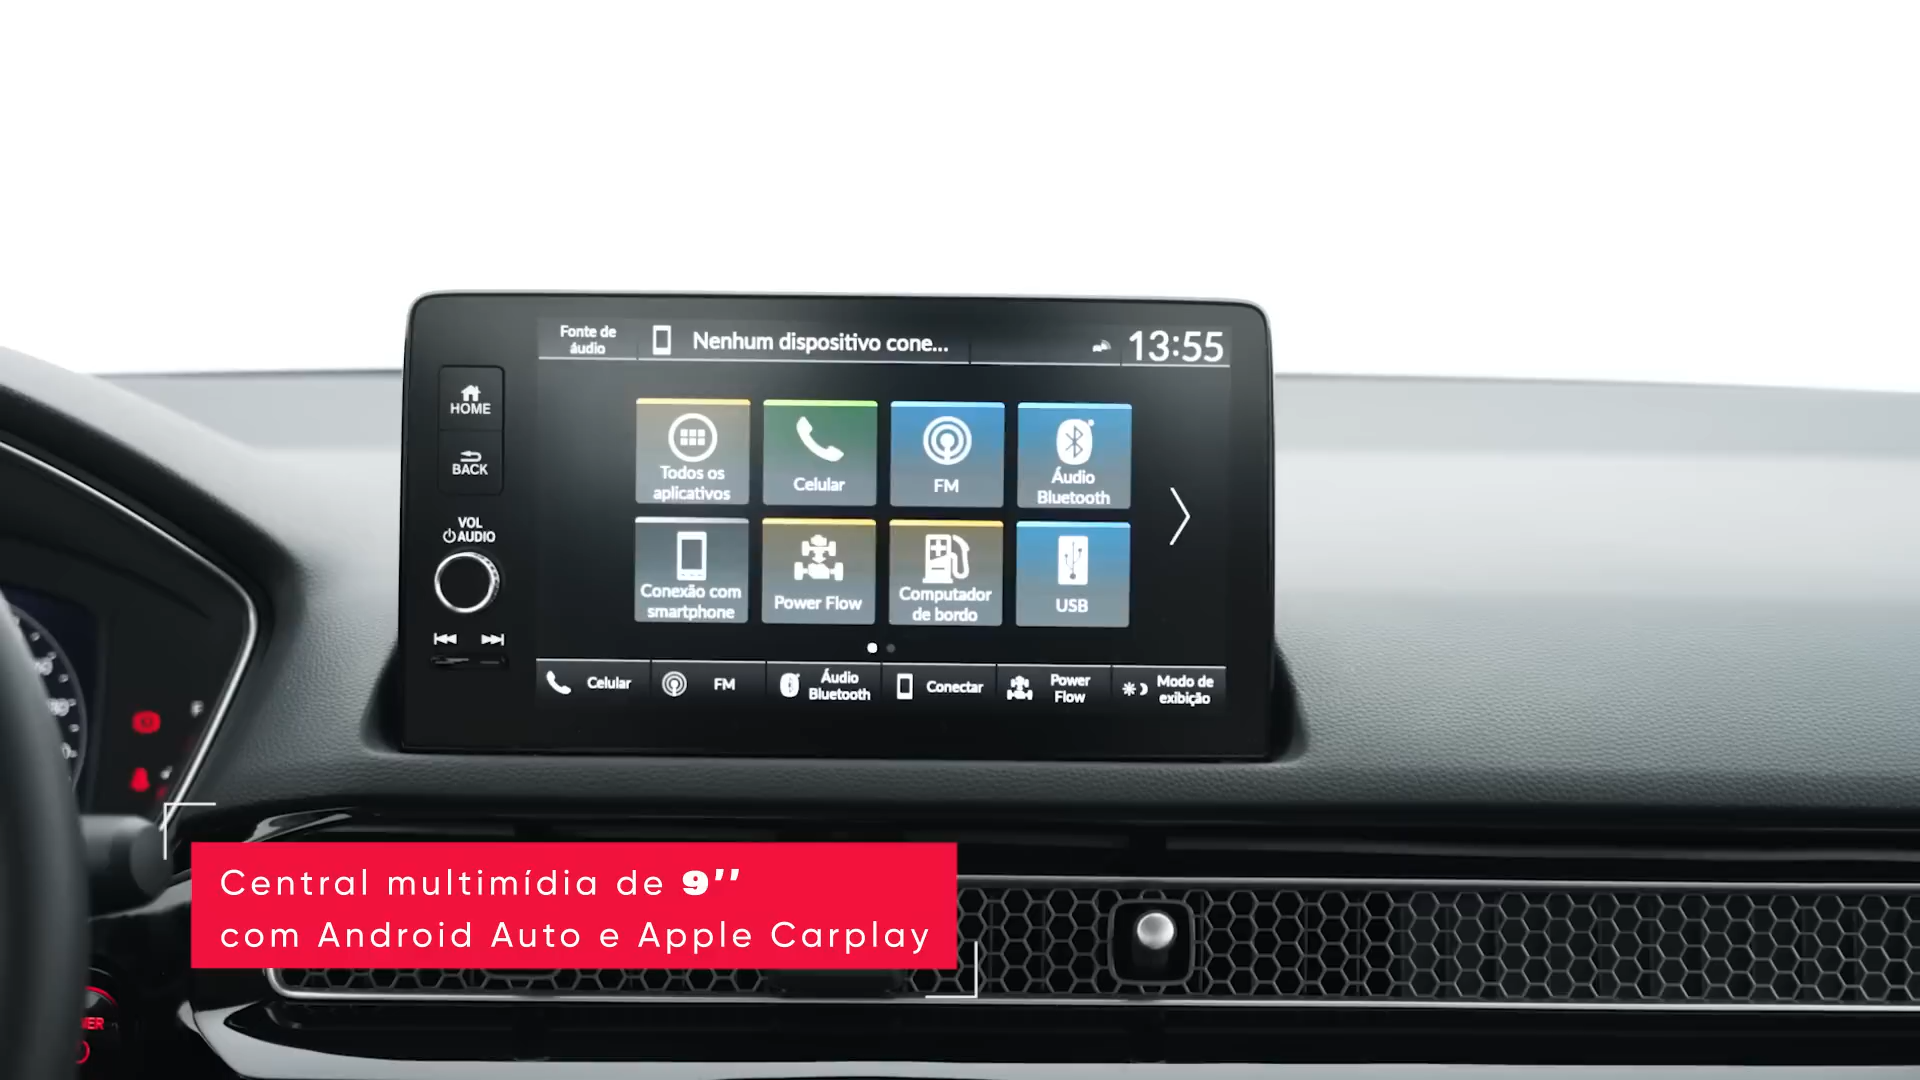 Fonte de
áudio
Nenhum dispositivo cone...
13:55
HOME
BACK
VOL
AUDIO
Todos os
aplicativos
Celular
FM
Áudio
Bluetooth
Conexão com
smartphone
Power Flow
Computador
de bordo
USB
Celular
FM
Áudio
Bluetooth
Conectar
Power
Flow
Modo de
exibição
F
Central multimídia de 9"
com Android Auto e Apple Carplay